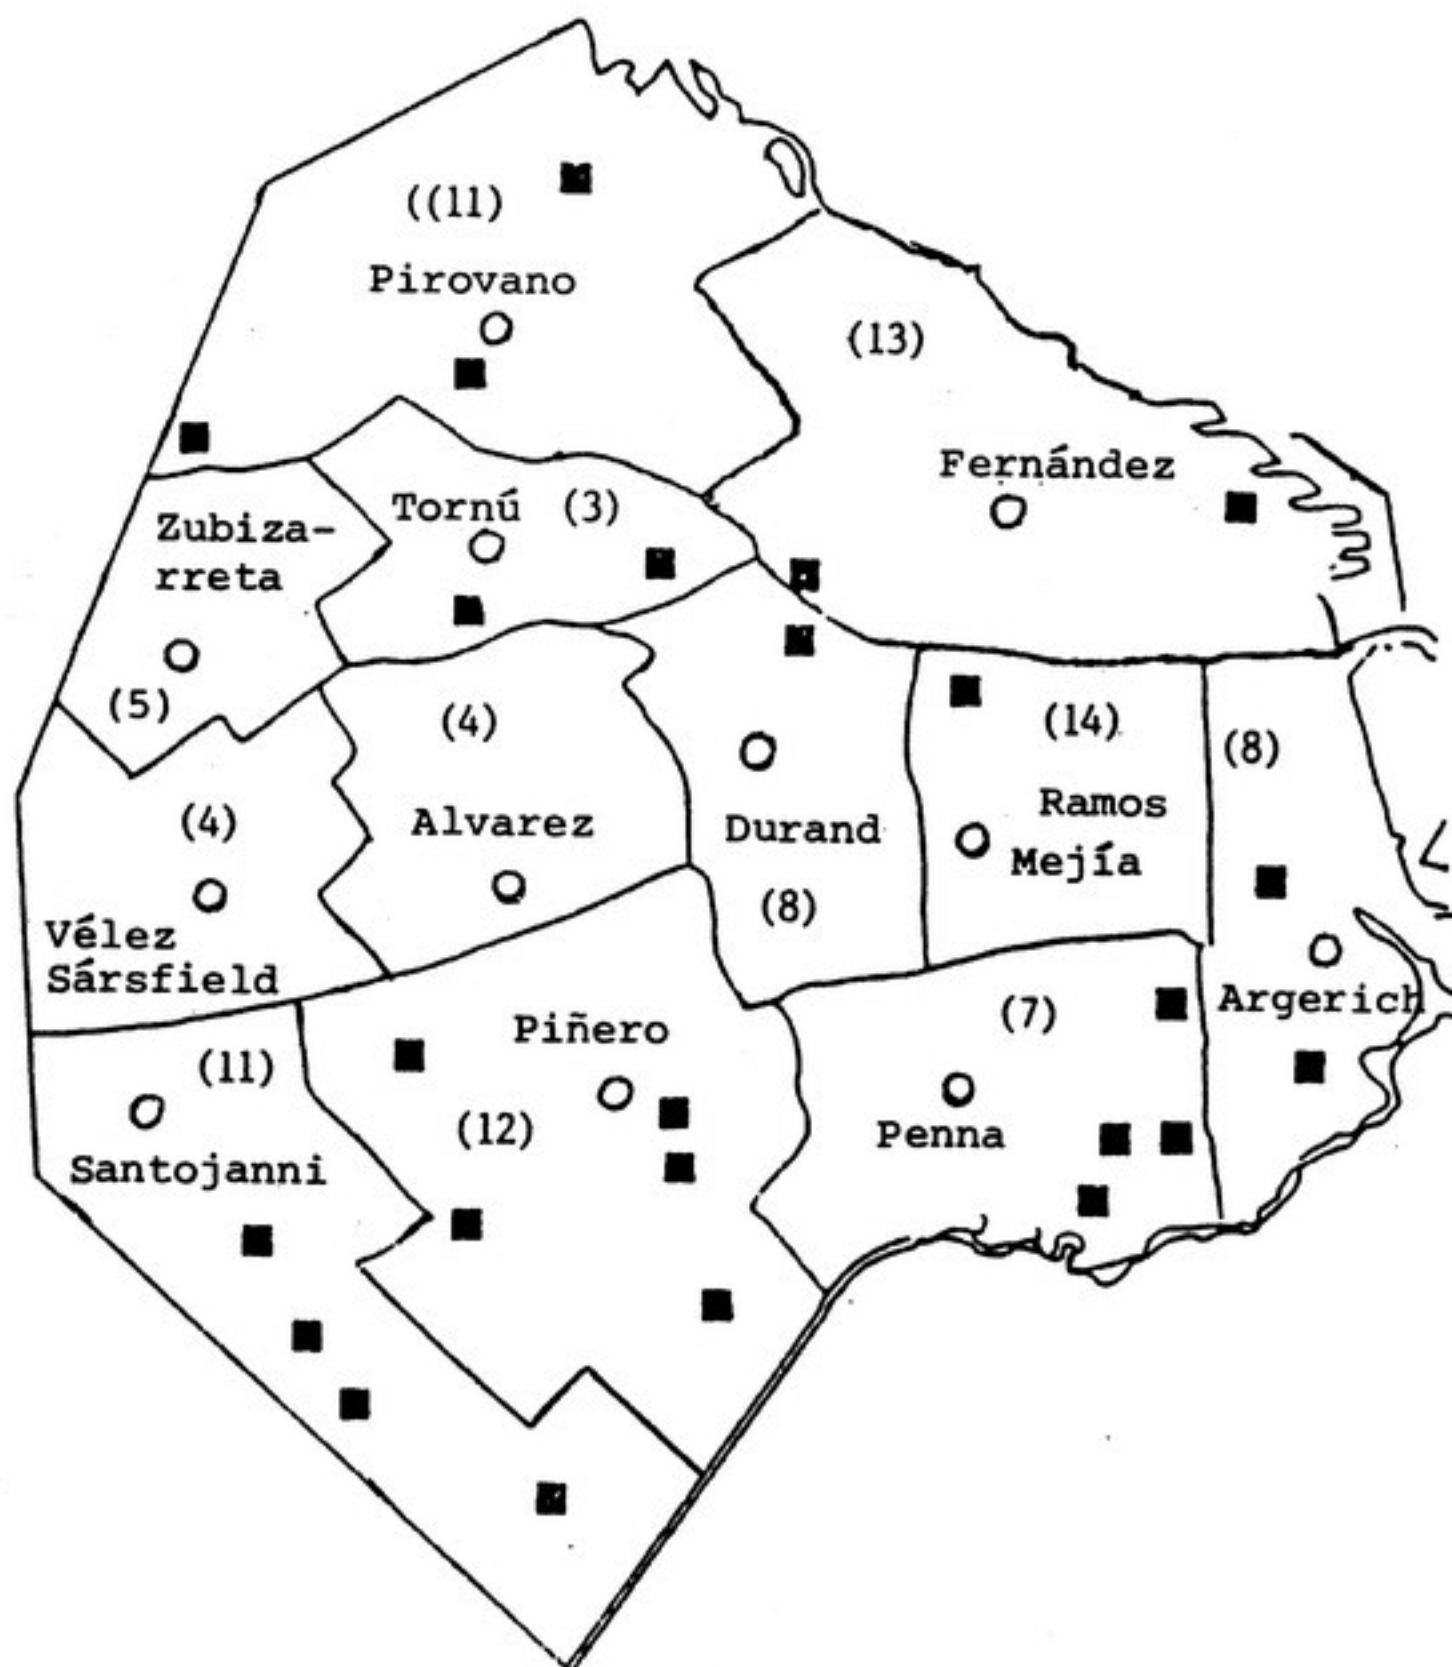 ((11)
Pirovano
(13)
Fernández
Tornú (3)
Zubiza-
rreta
(5)
(4)
Alvarez
Durand
(8)
(14)
Ramos
Mejía
(8)
Argerich
(4)
Vélez
Sársfield
(11)
Santojanni
Piñero
(12)
(7)
Penna